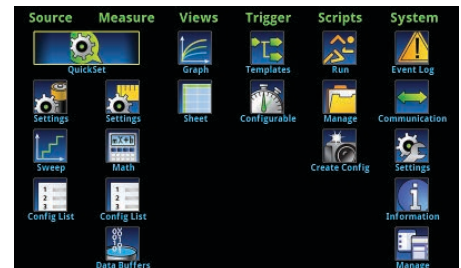 Source Measure Views Trigger Scripts System
QuickSet Graph Templates Run Event Log
Settings Settings Sheet Configurable Manage Communication
Sweep Math Create Config Settings
Config List Config List Information
Data Buffers Manage